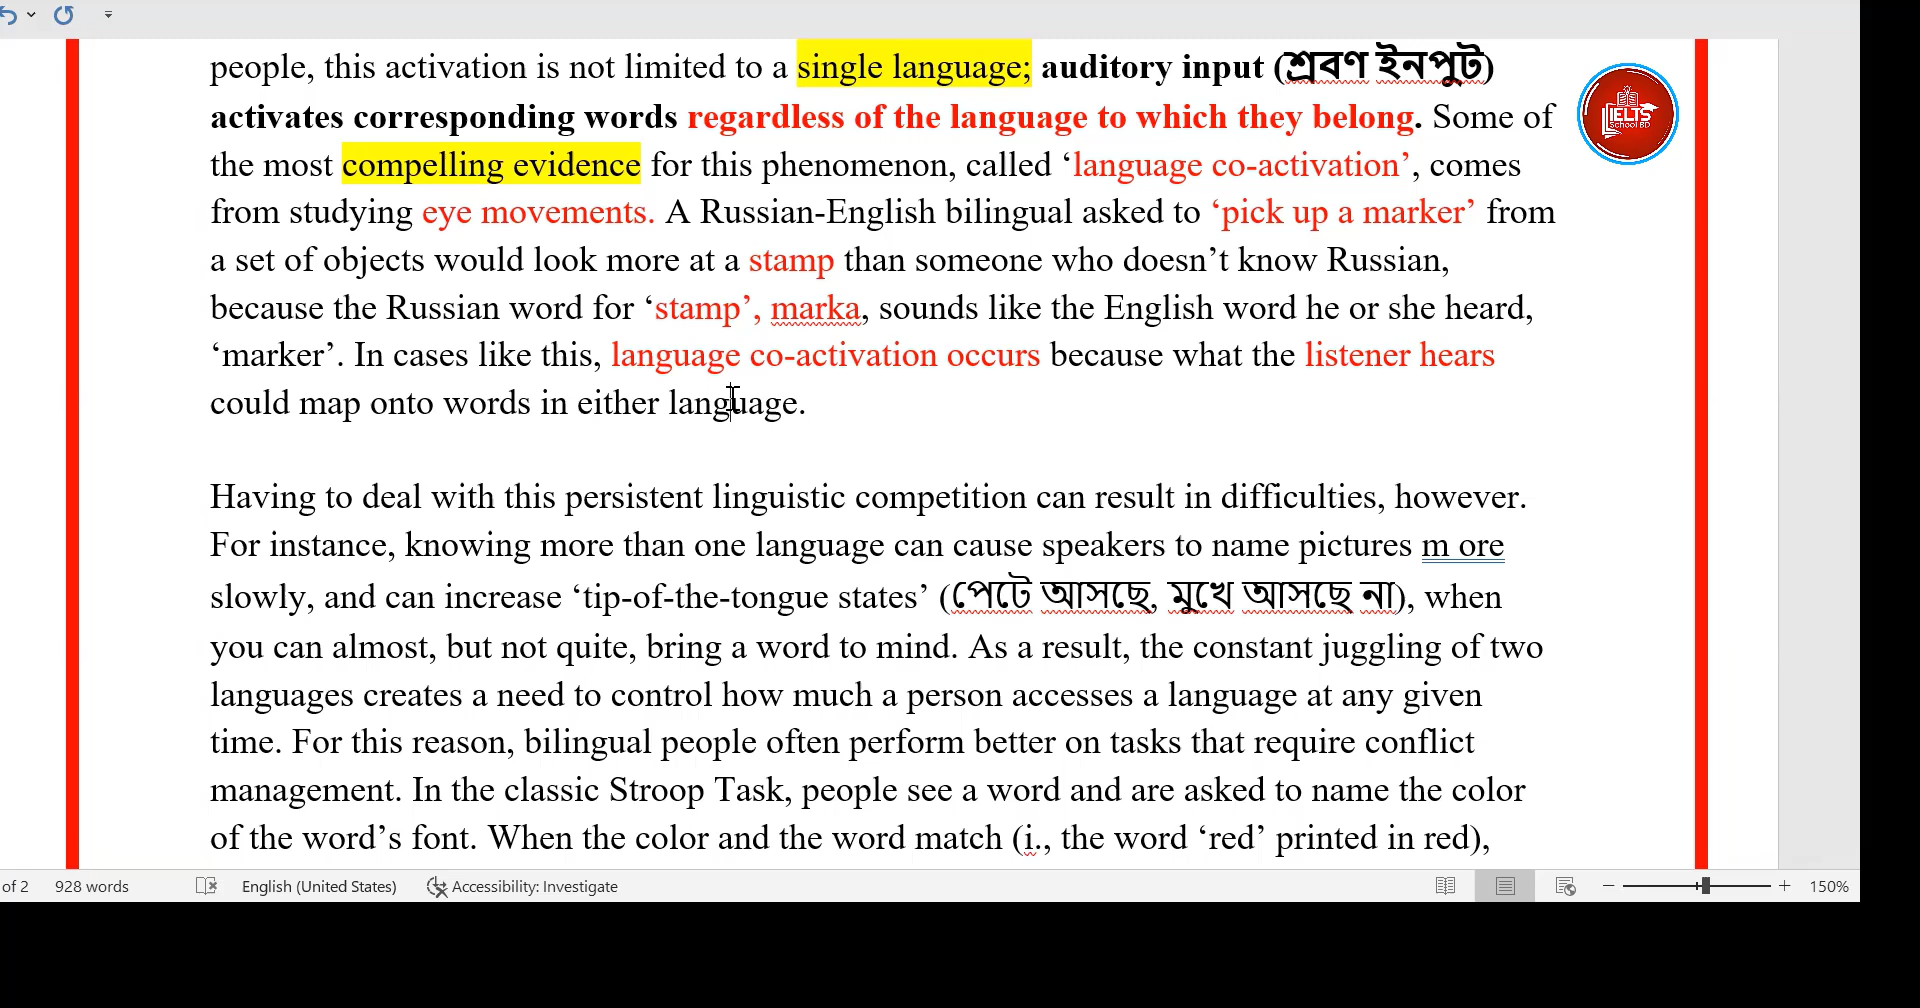 people, this activation is not limited to a single language; auditory input (শ্রবণ ইনপুট)
activates corresponding words regardless of the language to which they belong. Some of
the most compelling evidence for this phenomenon, called ‘language co-activation’, comes
from studying eye movements. A Russian-English bilingual asked to ‘pick up a marker’ from
a set of objects would look more at a stamp than someone who doesn’t know Russian,
because the Russian word for ‘stamp’, marka, sounds like the English word he or she heard,
‘marker’. In cases like this, language co-activation occurs because what the listener hears
could map onto words in either language.
Having to deal with this persistent linguistic competition can result in difficulties, however.
For instance, knowing more than one language can cause speakers to name pictures m ore
slowly, and can increase ‘tip-of-the-tongue states’ (পেটে আসছে, মুখে আসছে না), when
you can almost, but not quite, bring a word to mind. As a result, the constant juggling of two
languages creates a need to control how much a person accesses a language at any given
time. For this reason, bilingual people often perform better on tasks that require conflict
management. In the classic Stroop Task, people see a word and are asked to name the color
of the word’s font. When the color and the word match (i., the word ‘red’ printed in red),
IELTS
School BD
of 2 928 words English (United States) Accessibility: Investigate 150%